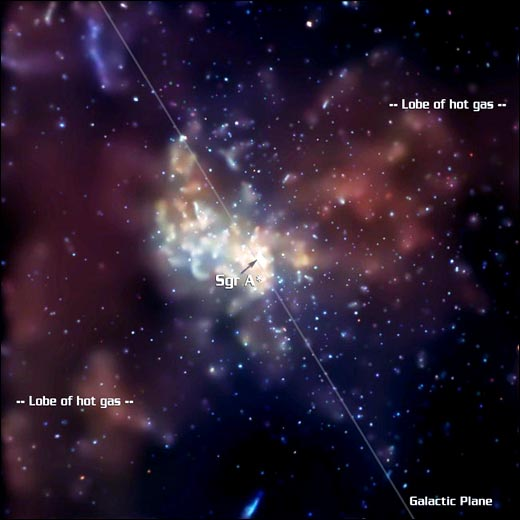 -- Lobe of hot gas --
Sgr A*
-- Lobe of hot gas --
Galactic Plane